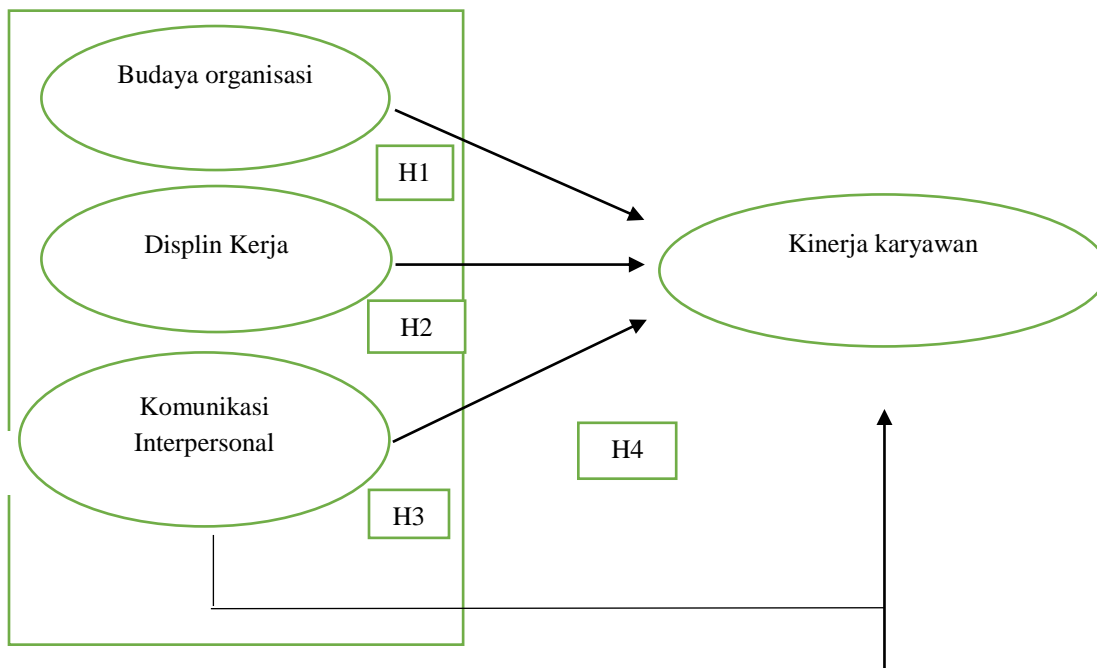 Budaya organisasi
H1
Displin Kerja
Kinerja karyawan
H2
Komunikasi
Interpersonal
H4
H3